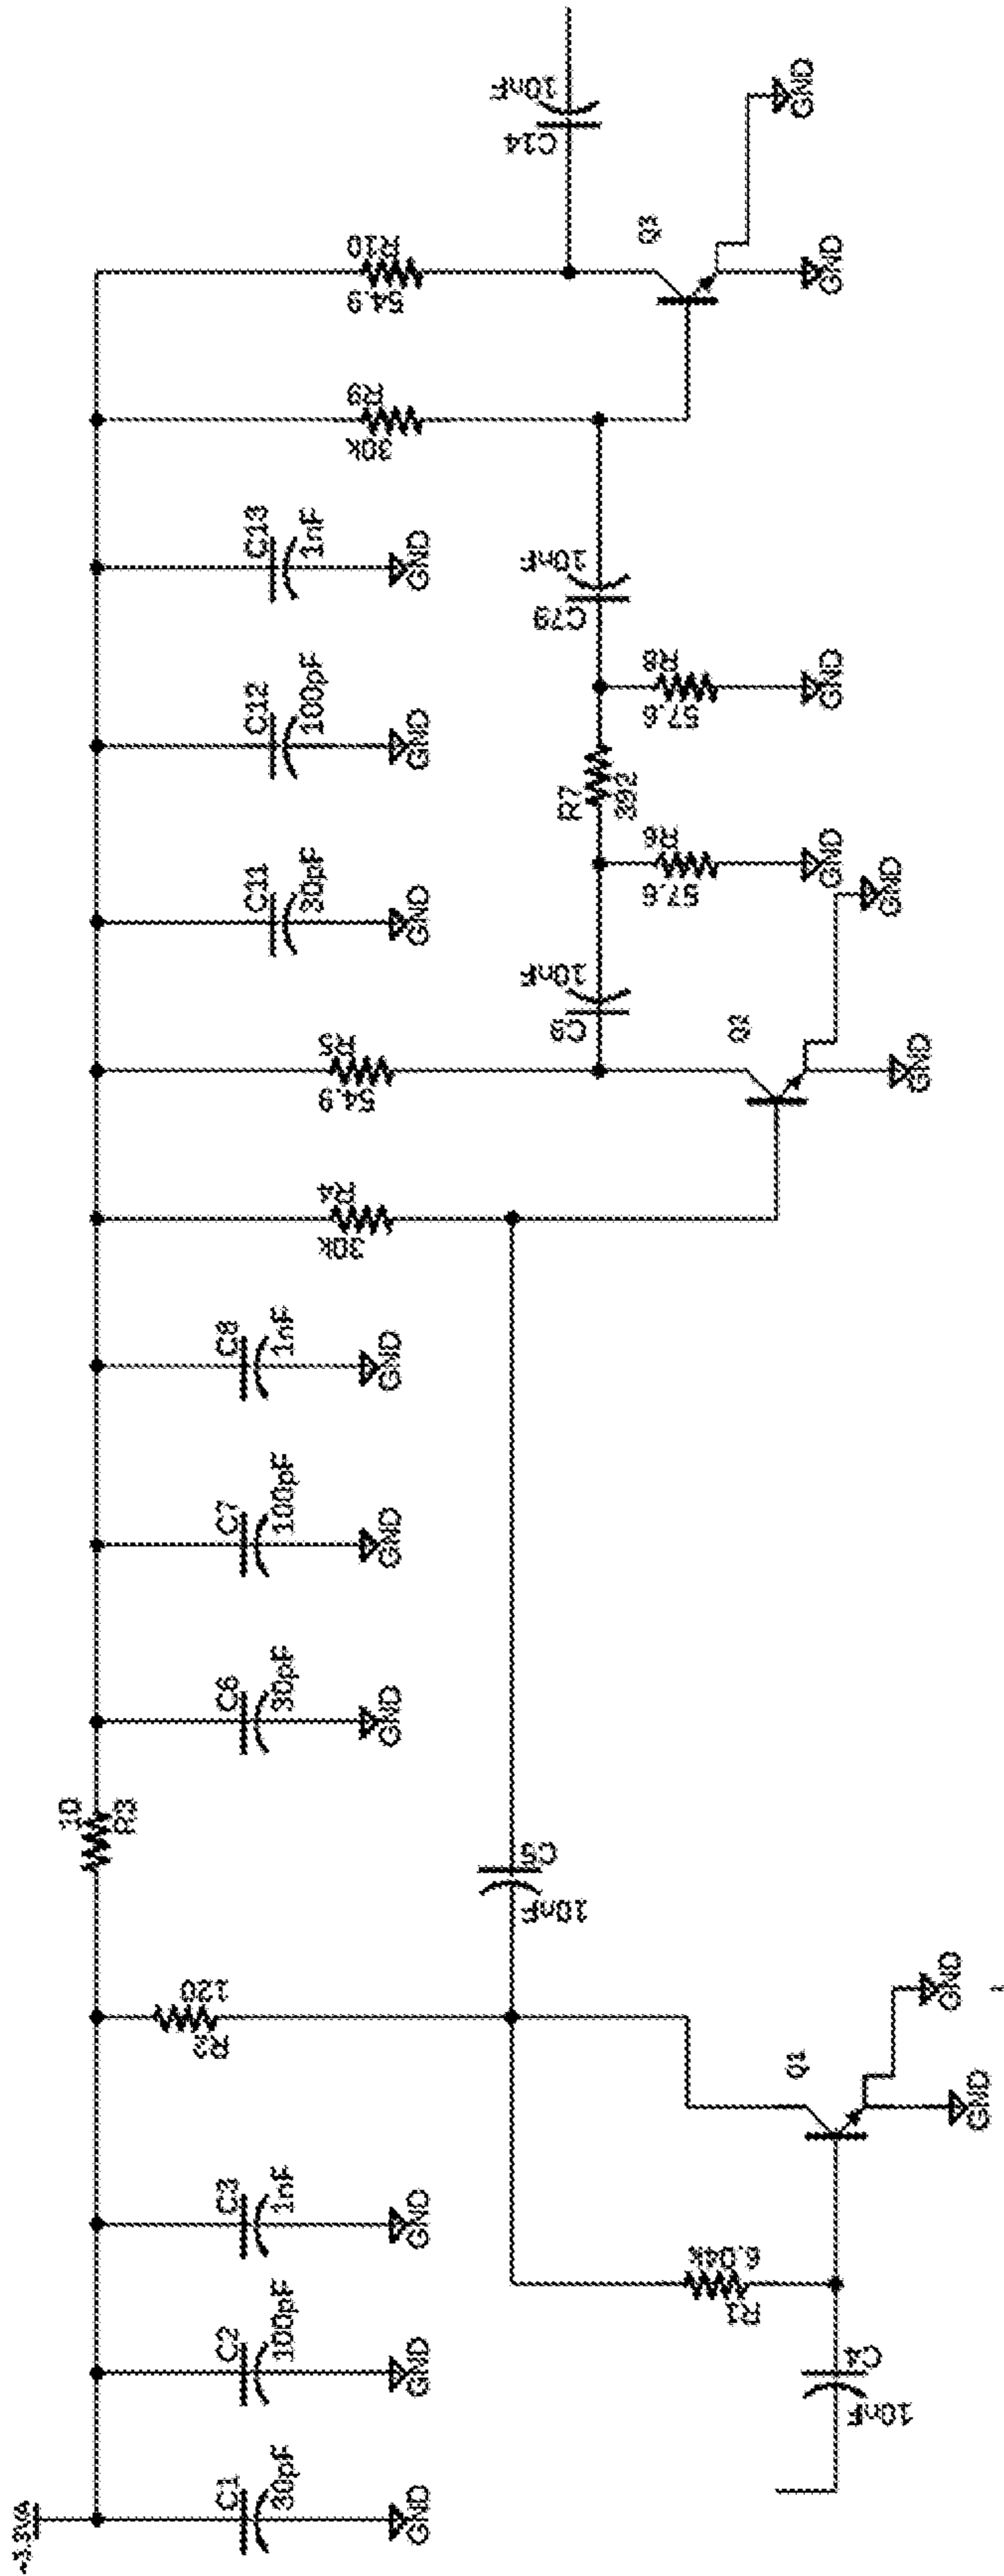 +3.3VA
C1
30pF
GND
C2
100pF
GND
C3
1nF
GND
R2
120
10
R3
C6
30pF
GND
C7
100pF
GND
C8
1nF
GND
R4
30k
R5
54.9
C11
30pF
GND
C12
100pF
GND
C13
1nF
GND
R9
30k
R10
54.9
C4
10nF
R1
6.04k
Q1
GND
GND
C5
10nF
Q2
GND
GND
C9
10nF
R6
57.6
GND
R7
392
R8
57.6
GND
C79
10nF
Q3
GND
GND
C14
10nF